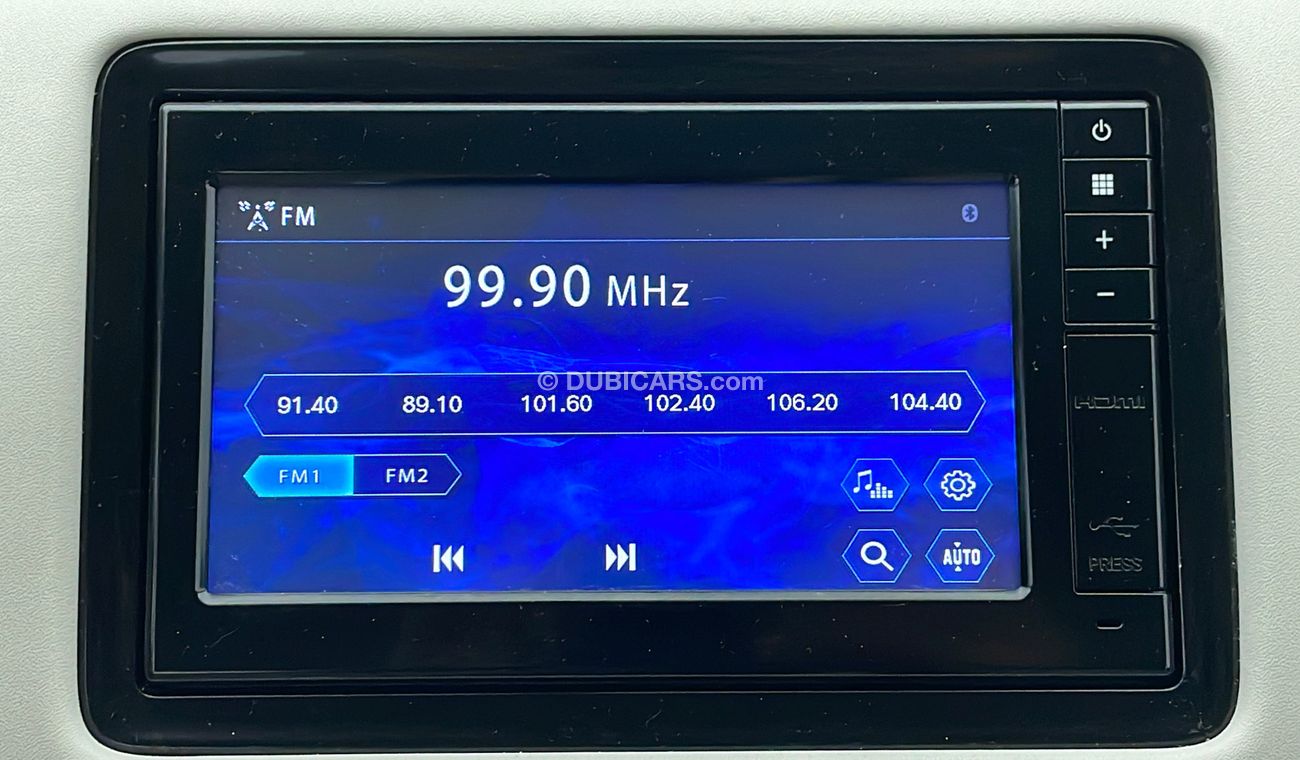 FM
99.90 MHz
© DUBICARS.com
91.40 89.10 101.60 102.40 106.20 104.40
HDMI
FM1 FM2
AUTO
PRESS